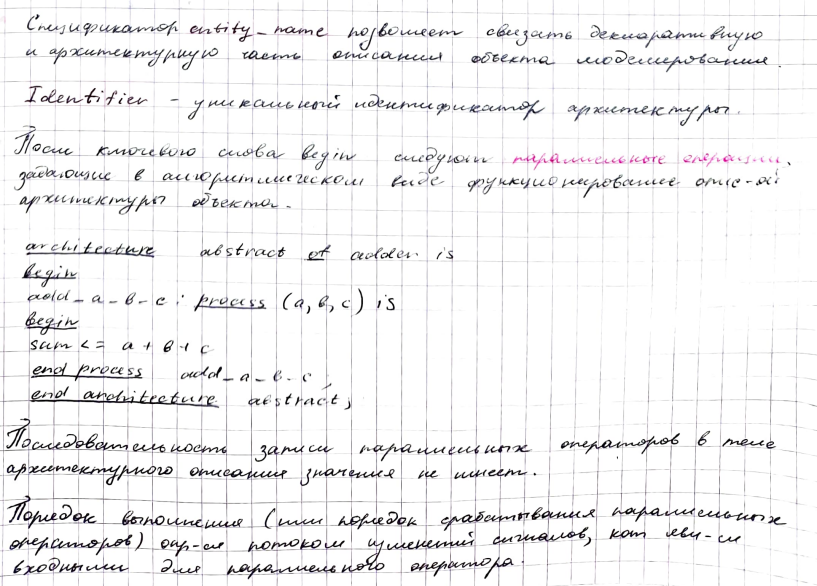 Спецификатор entity_name позволяет связать декларативную
и архитектурную часть описания объекта моделирования.
Identifier - уникальный идентификатор архитектуры.
После ключевого слова begin следуют параллельные операции,
задающие в алгоритмическом виде функционирование опис-ой
архитектуры объекта.
architecture abstract of adder is
begin
add_a_b_c : process (a, b, c) is
begin
sum <= a + b + c
end process add_a_b_c;
end architecture abstract;
Последовательность записи параллельных операторов в теле
архитектурного описания значения не имеет.
Порядок выполнения (или порядок срабатывания параллельных
операторов) опр-ся потоком изменений сигналов, кот явл-ся
входными для параллельного оператора.